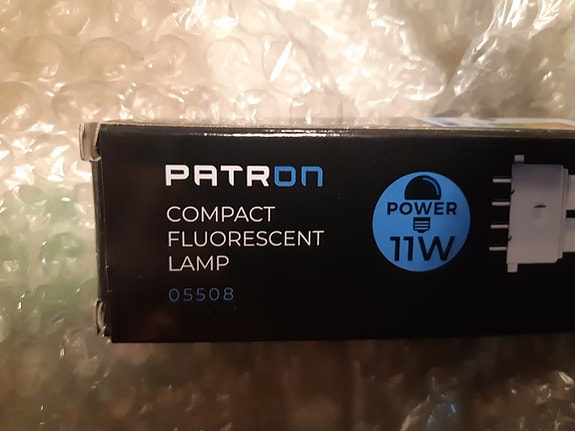 PATRON
COMPACT
FLUORESCENT
LAMP
05508
POWER
11W